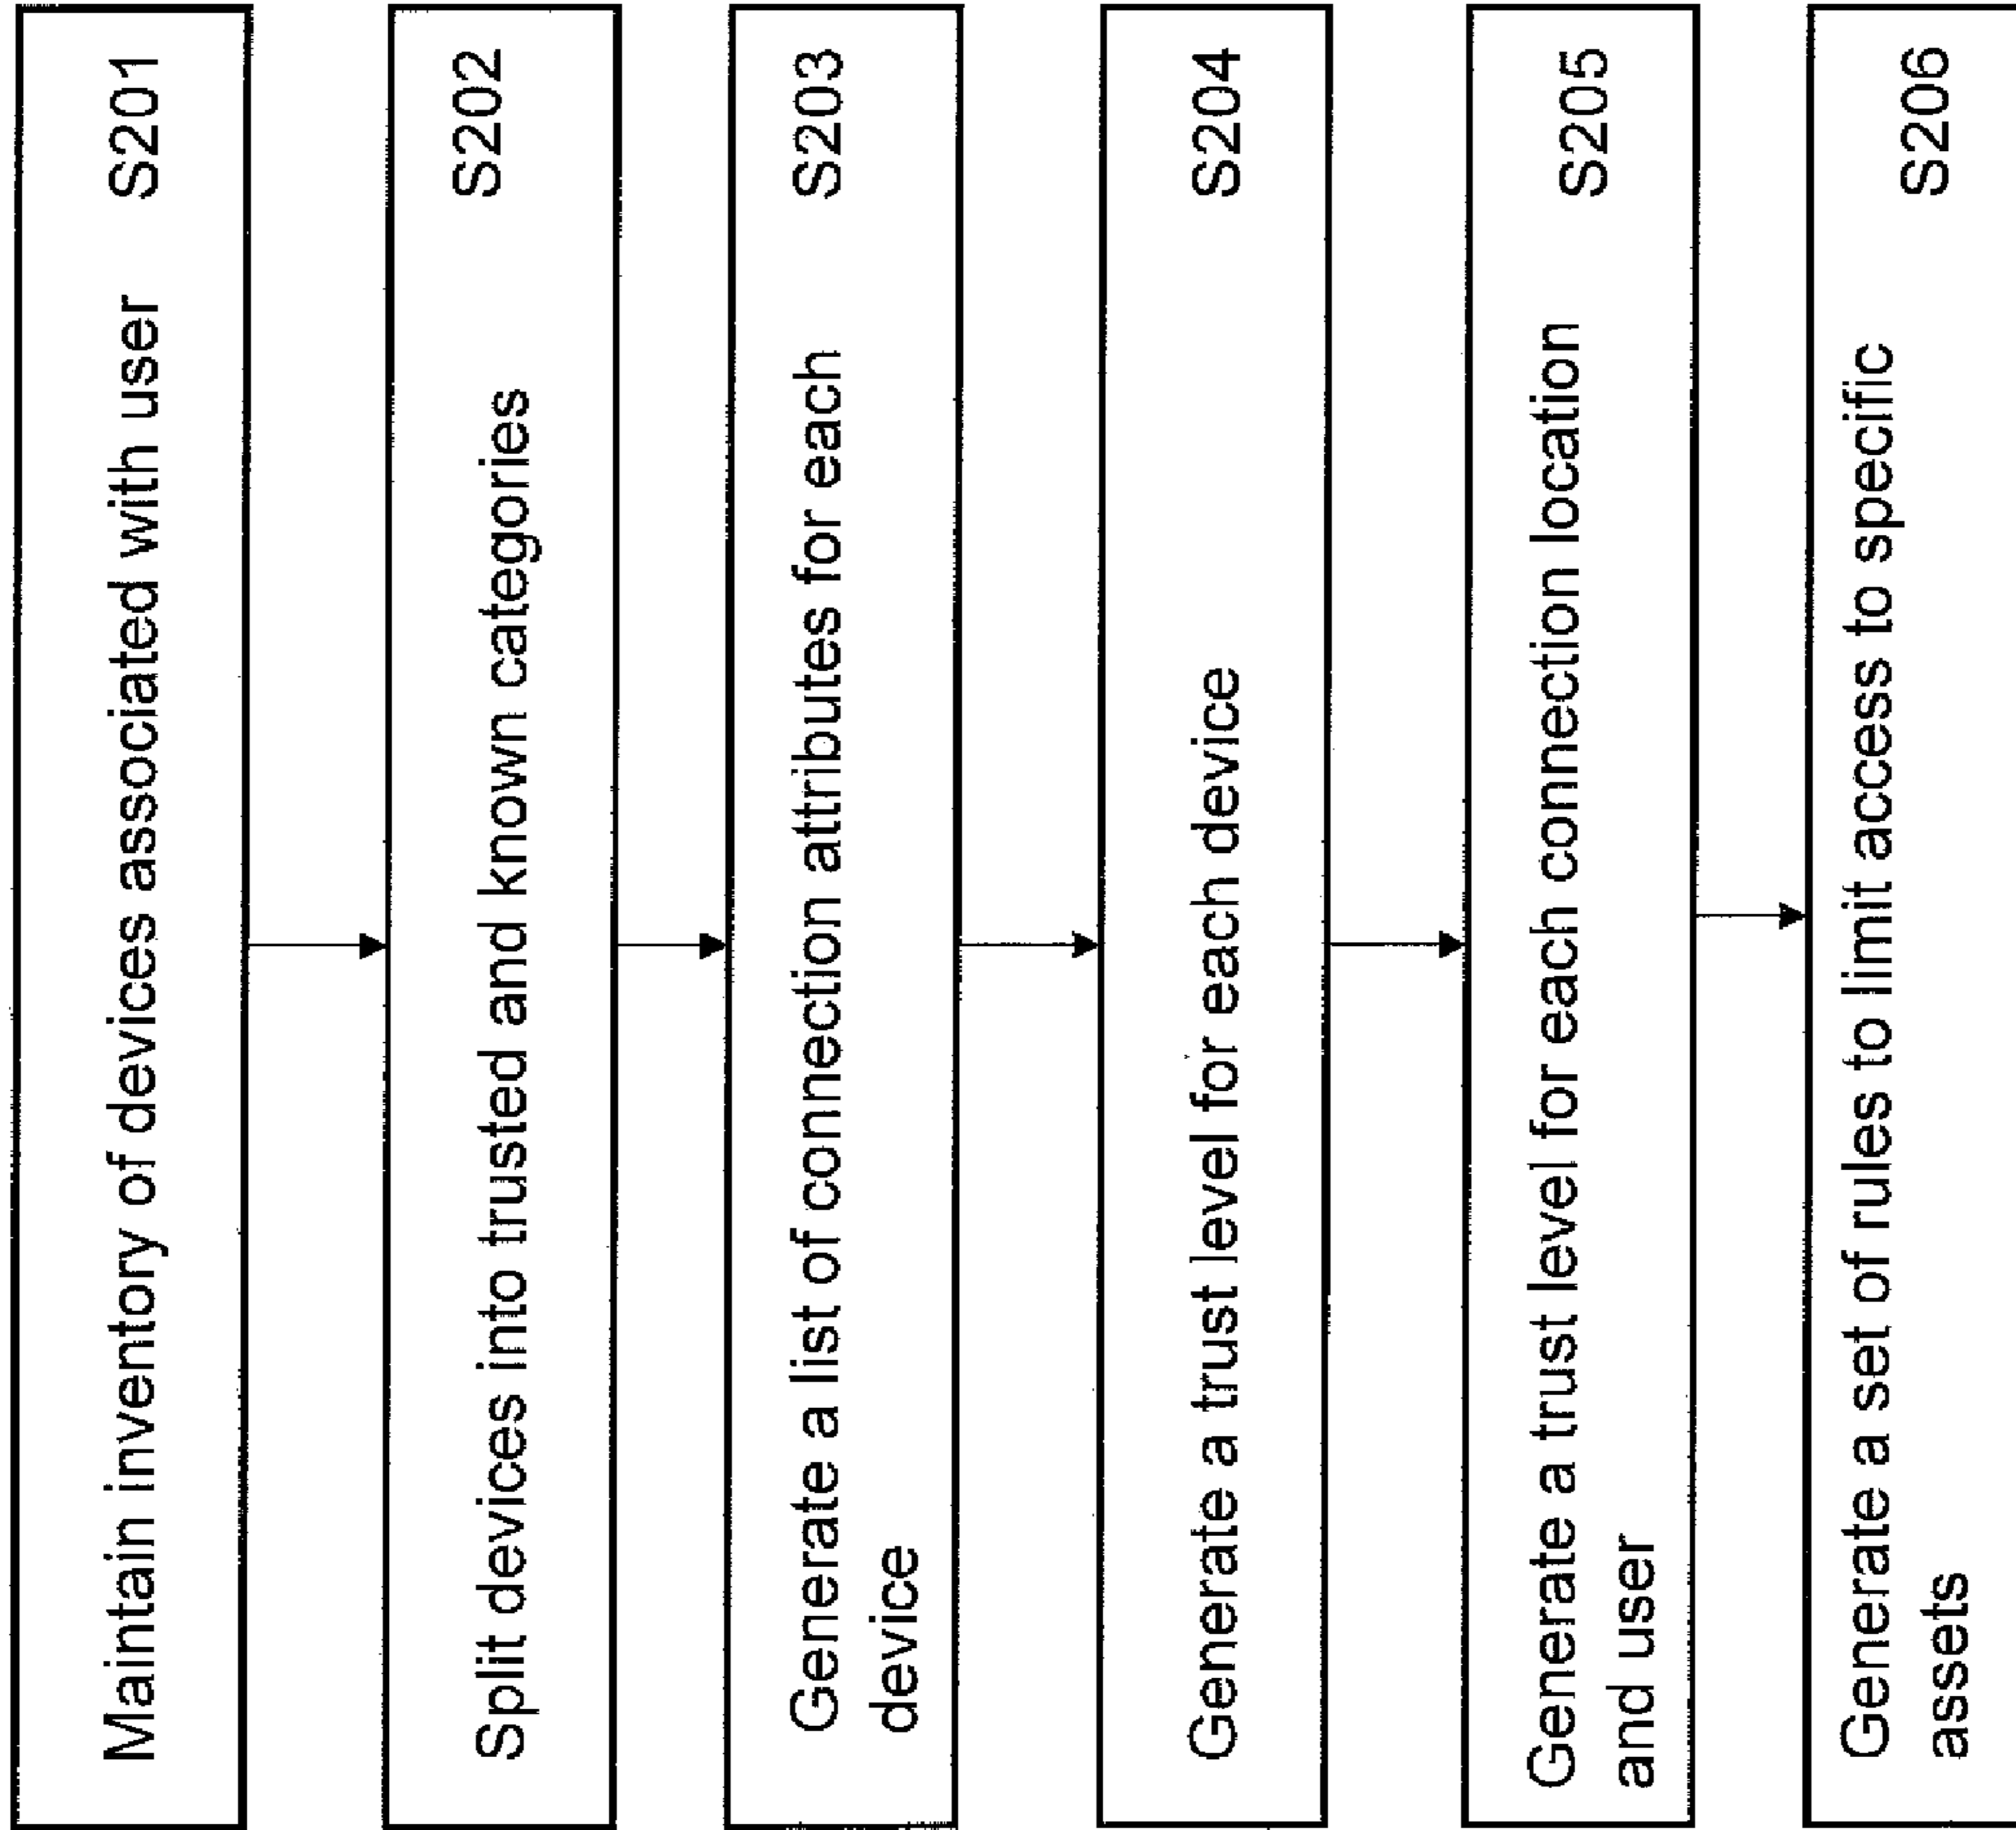 Maintain inventory of devices associated with user S201
Split devices into trusted and known categories S202
Generate a list of connection attributes for each S203
device
Generate a trust level for each device S204
Generate a trust level for each connection location S205
and user
Generate a set of rules to limit access to specific S206
assets